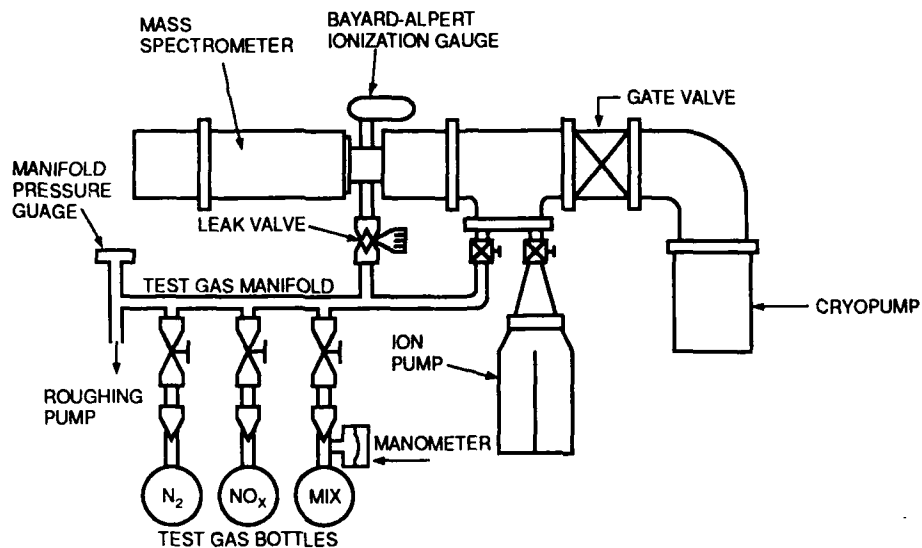 MASS
SPECTROMETER
BAYARD-ALPERT
IONIZATION GAUGE
GATE VALVE
MANIFOLD
PRESSURE
GUAGE
LEAK VALVE
TEST GAS MANIFOLD
CRYOPUMP
ION
PUMP
ROUGHING
PUMP
MANOMETER
N₂
NOₓ
MIX
TEST GAS BOTTLES